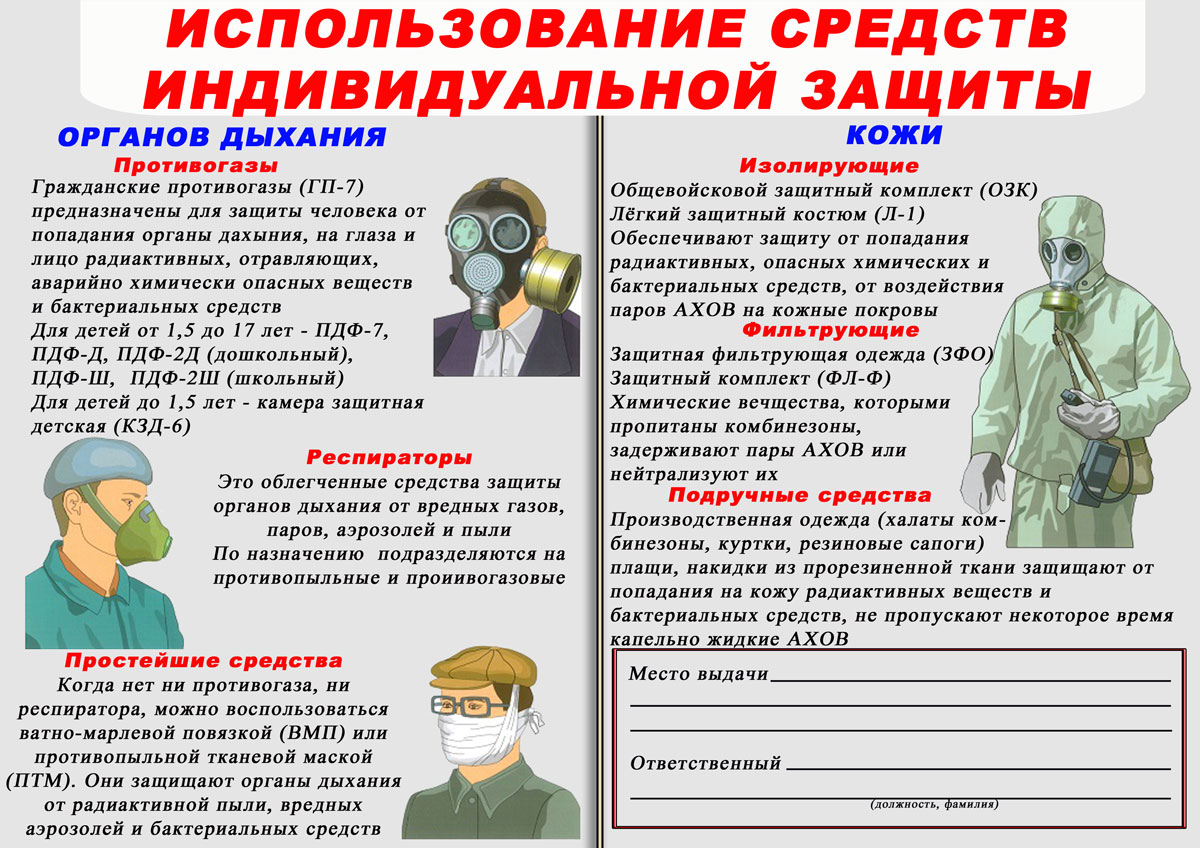 ИСПОЛЬЗОВАНИЕ СРЕДСТВ
ИНДИВИДУАЛЬНОЙ ЗАЩИТЫ
ОРГАНОВ ДЫХАНИЯ
Противогазы
Гражданские противогазы (ГП-7)
предназначены для защиты человека от
попадания органы дахыния, на глаза и
лицо радиактивных, отравляющих,
аварийно химически опасных веществ
и бактериальных средств
Для детей от 1,5 до 17 лет - ПДФ-7,
ПДФ-Д, ПДФ-2Д (дошкольный),
ПДФ-Ш, ПДФ-2Ш (школьный)
Для детей до 1,5 лет - камера защитная
детская (КЗД-6)
Респираторы
Это облегченные средства защиты
органов дыхания от вредных газов,
паров, аэрозолей и пыли
По назначению подразделяются на
противопыльные и проиивогазовые
Простейшие средства
Когда нет ни противогаза, ни
респиратора, можно воспользоваться
ватно-марлевой повязкой (ВМП) или
противопыльной тканевой маской
(ПТМ). Они защищают органы дыхания
от радиактивной пыли, вредных
аэрозолей и бактериальных средств
КОЖИ
Изолирующие
Общевойсковой защитный комплект (ОЗК)
Лёгкий защитный костюм (Л-1)
Обеспечивают защиту от попадания
радиактивных, опасных химических и
бактериальных средств, от воздействия
паров АХОВ на кожные покровы
Фильтрующие
Защитная фильтрующая одежда (ЗФО)
Защитный комплект (ФЛ-Ф)
Химические вечщества, которыми
пропитаны комбинезоны,
задерживают пары АХОВ или
нейтрализуют их
Подручные средства
Производственная одежда (халаты ком-
бинезоны, куртки, резиновые сапоги)
плащи, накидки из прорезиненной ткани защищают от
попадания на кожу радиактивных веществ и
бактериальных средств, не пропускают некоторое время
капельно жидкие АХОВ
Место выдачи
Ответственный
(должность, фамилия)